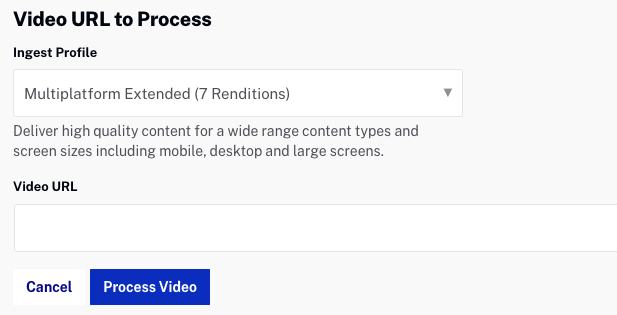 Video URL to Process
Ingest Profile
Multiplatform Extended (7 Renditions)
Deliver high quality content for a wide range content types and
screen sizes including mobile, desktop and large screens.
Video URL
Cancel Process Video